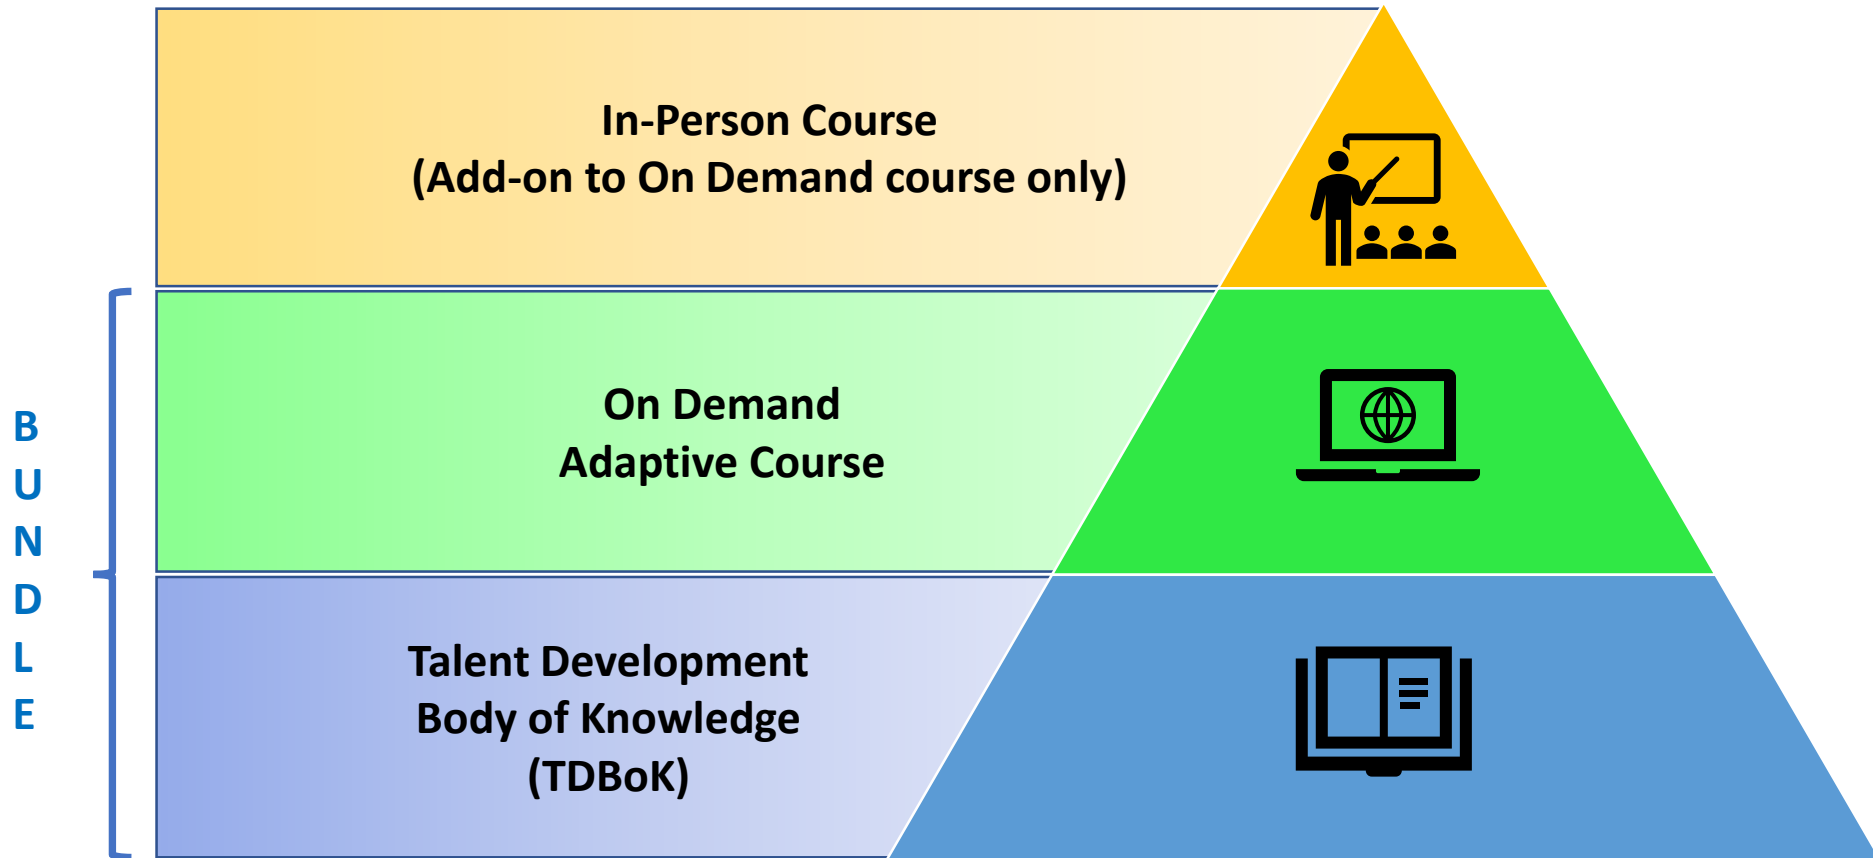 In-Person Course
(Add-on to On Demand course only)
On Demand
Adaptive Course
Talent Development
Body of Knowledge
(TDBoK)
B
U
N
D
L
E